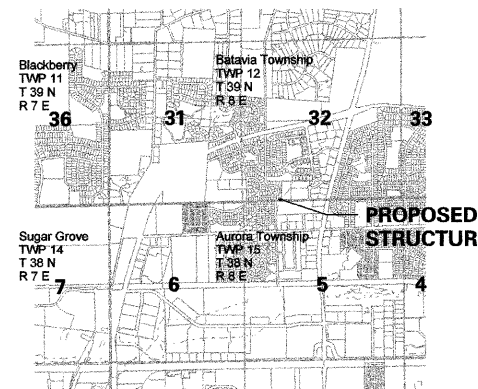 Blackberry
TWP 11
T 39 N
R 7 E
Batavia Township
TWP 12
T 39 N
R 8 E
36
31
32
33
PROPOSED
STRUCTUR
Sugar Grove
TWP 14
T 38 N
R 7 E
Aurora Township
TWP 15
T 38 N
R 8 E
7
6
5
4